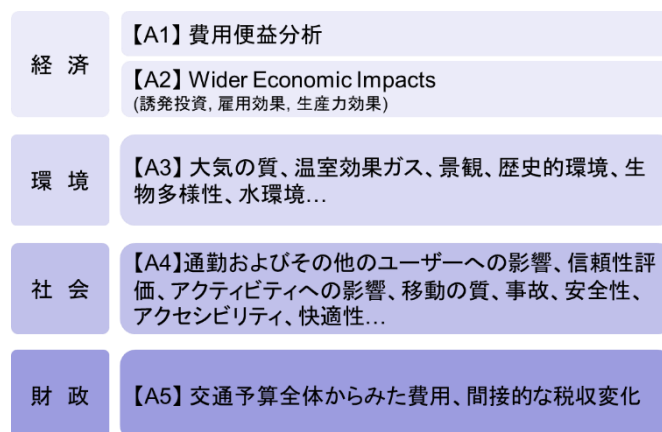 経 済
【A1】 費用便益分析
【A2】 Wider Economic Impacts
(誘発投資, 雇用効果, 生産力効果)
環 境
【A3】 大気の質、温室効果ガス、景観、歴史的環境、生
物多様性、水環境…
社 会
【A4】通勤およびその他のユーザーへの影響、信頼性評
価、アクティビティへの影響、移動の質、事故、安全性、
アクセシビリティ、快適性…
財 政
【A5】 交通予算全体からみた費用、間接的な税収変化